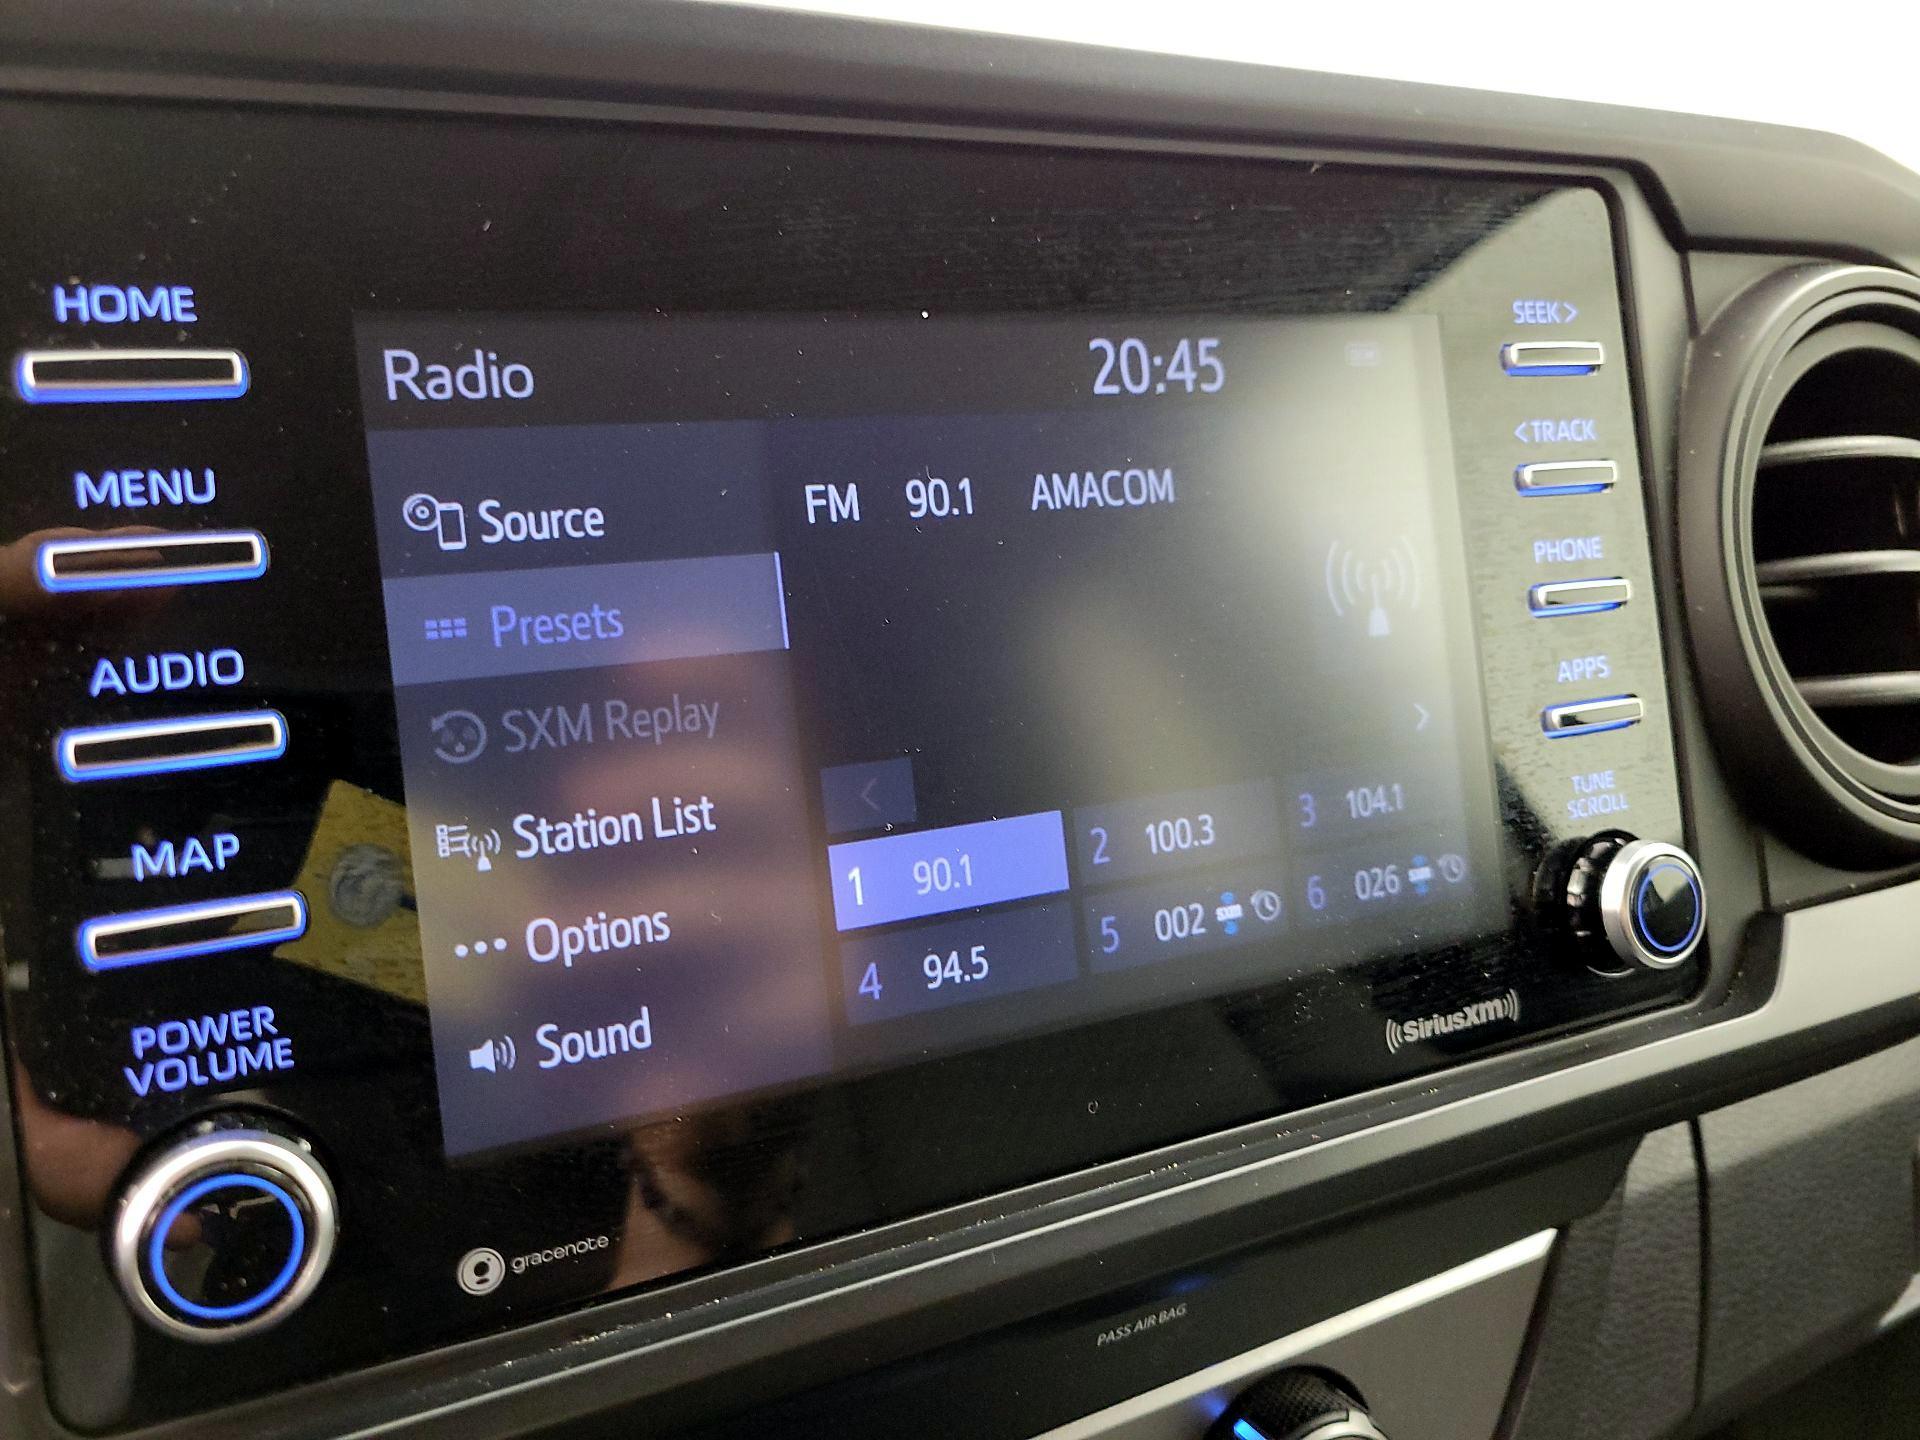 HOME
MENU
AUDIO
MAP
POWER
VOLUME
Radio
20:45
Source
Presets
SXM Replay
Station List
Options
Sound
FM 90.1 AMACOM
1 90.1
2 100.3
3 104.1
4 94.5
5 002 SXM
6 026 SXM
SEEK >
< TRACK
PHONE
APPS
TUNE
SCROLL
SiriusXM
gracenote
PASS AIR BAG